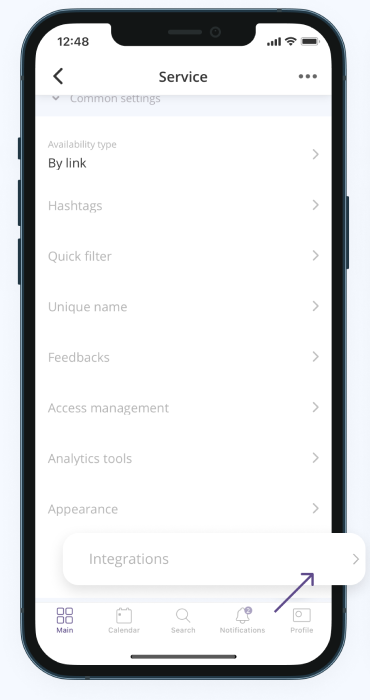 12:48
Service
Common settings
Availability type
By link
Hashtags
Quick filter
Unique name
Feedbacks
Access management
Analytics tools
Appearance
Integrations
2
Main Calendar Search Notifications Profile